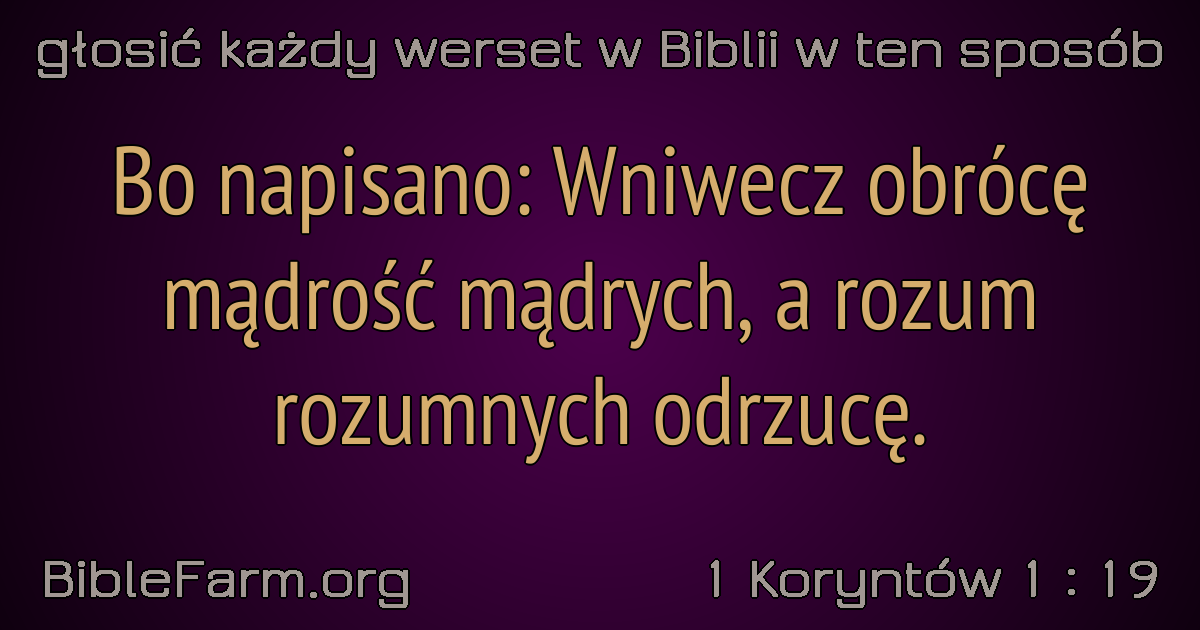 głosić każdy werset w Biblii w ten sposób
Bo napisano: Wniwecz obrócę
mądrość mądrych, a rozum
rozumnych odrzucę.
BibleFarm.org
1 Koryntów 1 : 19